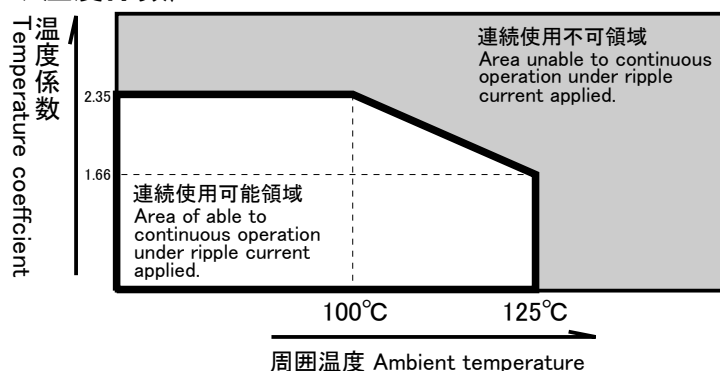 温度係数
Temperature coeffcient
連続使用不可領域
Area unable to continuous
operation under ripple
current applied.
2.35
1.66
連続使用可能領域
Area of able to
continuous operation
under ripple current
applied.
100℃
125℃
周囲温度 Ambient temperature